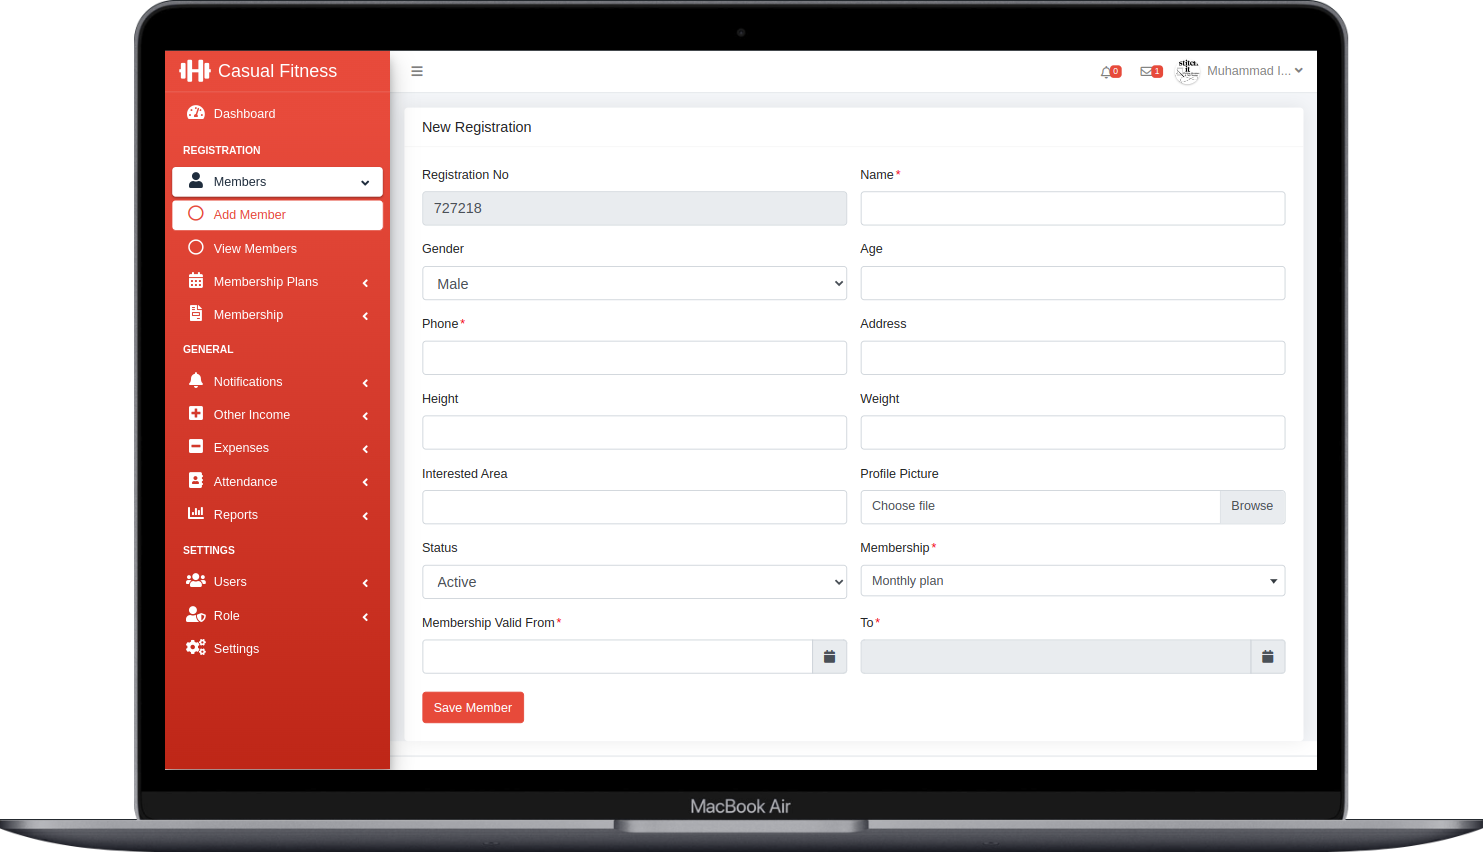 Casual Fitness
0
1
stitch.
it
Muhammad I...
Dashboard
REGISTRATION
Members
Add Member
View Members
Membership Plans
Membership
GENERAL
Notifications
Other Income
Expenses
Attendance
Reports
SETTINGS
Users
Role
Settings
New Registration
Registration No
Name*
727218
Gender
Age
Male
Phone*
Address
Height
Weight
Interested Area
Profile Picture
Choose file
Browse
Status
Membership*
Active
Monthly plan
Membership Valid From*
To*
Save Member
MacBook Air